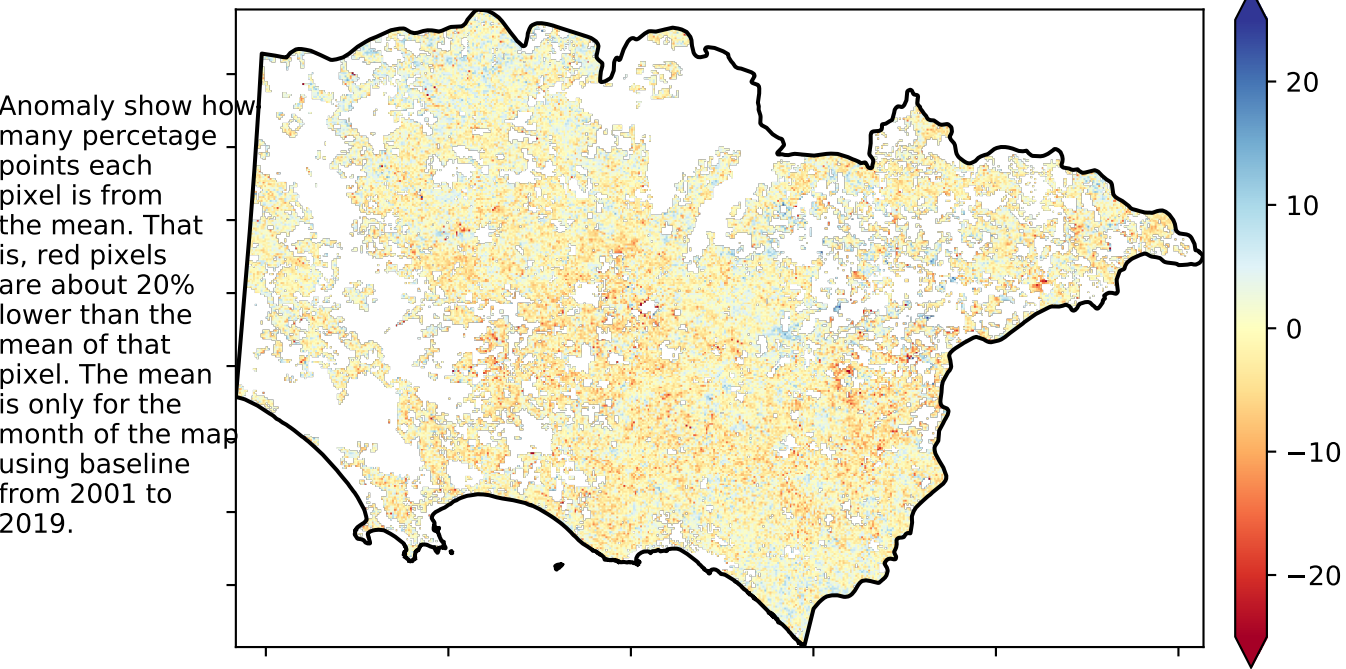 Anomaly show how
many percetage
points each
pixel is from
the mean. That
is, red pixels
are about 20%
lower than the
mean of that
pixel. The mean
is only for the
month of the map
using baseline
from 2001 to
2019.
20
10
0
−10
−20